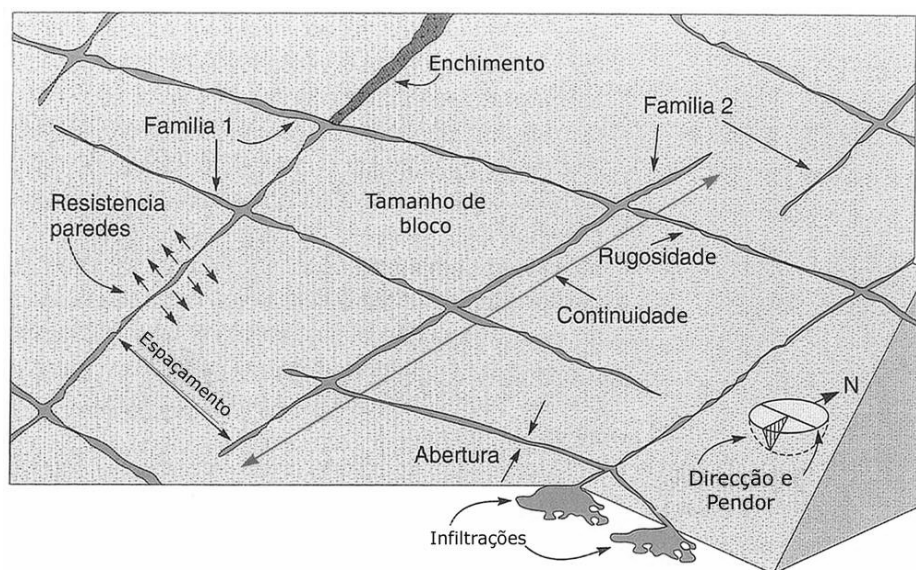 Enchimento
Familia 1
Familia 2
Resistencia
paredes
Tamanho de
bloco
Rugosidade
Continuidade
Espaçamento
N
Abertura
Direcção e
Pendor
Infiltrações